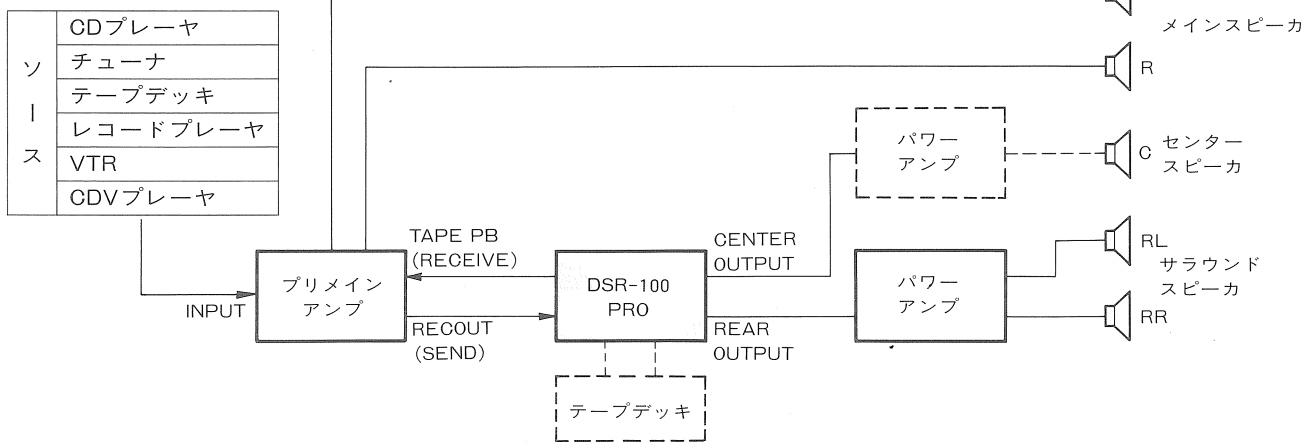 ソース
CDプレーヤ
チューナ
テープデッキ
レコードプレーヤ
VTR
CDVプレーヤ
メインスピーカ
R
パワー
アンプ
C
センター
スピーカ
INPUT
プリメイン
アンプ
TAPE PB
(RECEIVE)
RECOUT
(SEND)
DSR-100
PRO
CENTER
OUTPUT
REAR
OUTPUT
パワー
アンプ
RL
サラウンド
スピーカ
RR
テープデッキ